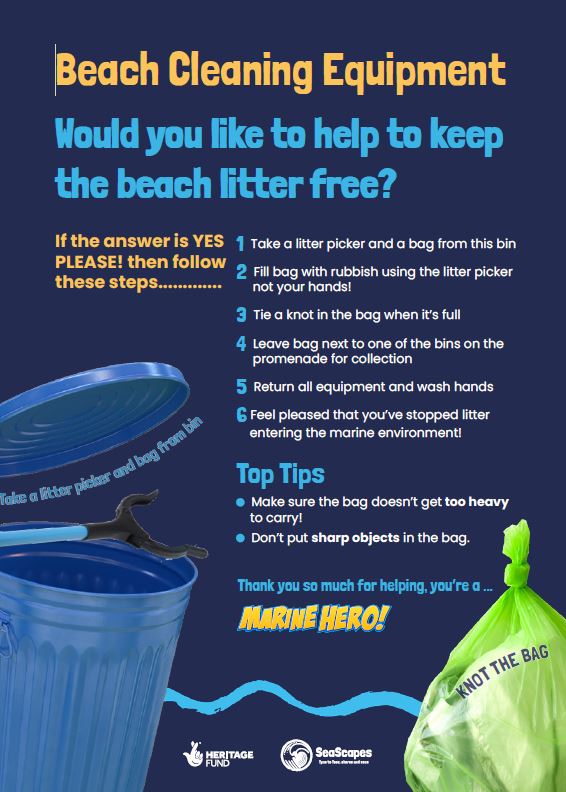 Beach Cleaning Equipment
Would you like to help to keep
the beach litter free?
If the answer is YES
PLEASE! then follow
these steps.............
1 Take a litter picker and a bag from this bin
2 Fill bag with rubbish using the litter picker
not your hands!
3 Tie a knot in the bag when it's full
4 Leave bag next to one of the bins on the
promenade for collection
5 Return all equipment and wash hands
6 Feel pleased that you've stopped litter
entering the marine environment!
Take a litter picker and bag from bin
Top Tips
Make sure the bag doesn't get too heavy
to carry!
Don't put sharp objects in the bag.
Thank you so much for helping, you're a ...
MARINE HERO!
KNOT THE BAG
HERITAGE
FUND
SeaScapes
Tyne to Tees, shores and seas